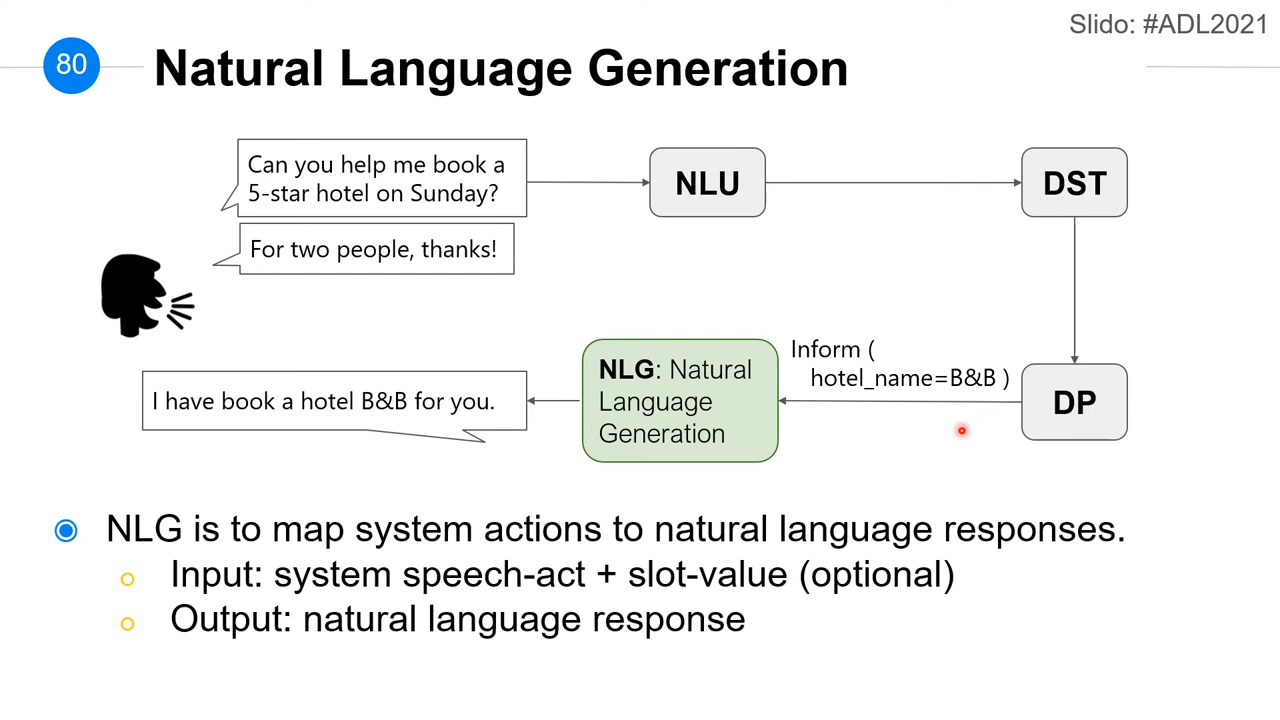 Slido: #ADL2021
80
Natural Language Generation
Can you help me book a
5-star hotel on Sunday?
NLU
DST
For two people, thanks!
Inform (
hotel_name=B&B )
NLG: Natural
Language
Generation
DP
I have book a hotel B&B for you.
NLG is to map system actions to natural language responses.
Input: system speech-act + slot-value (optional)
Output: natural language response